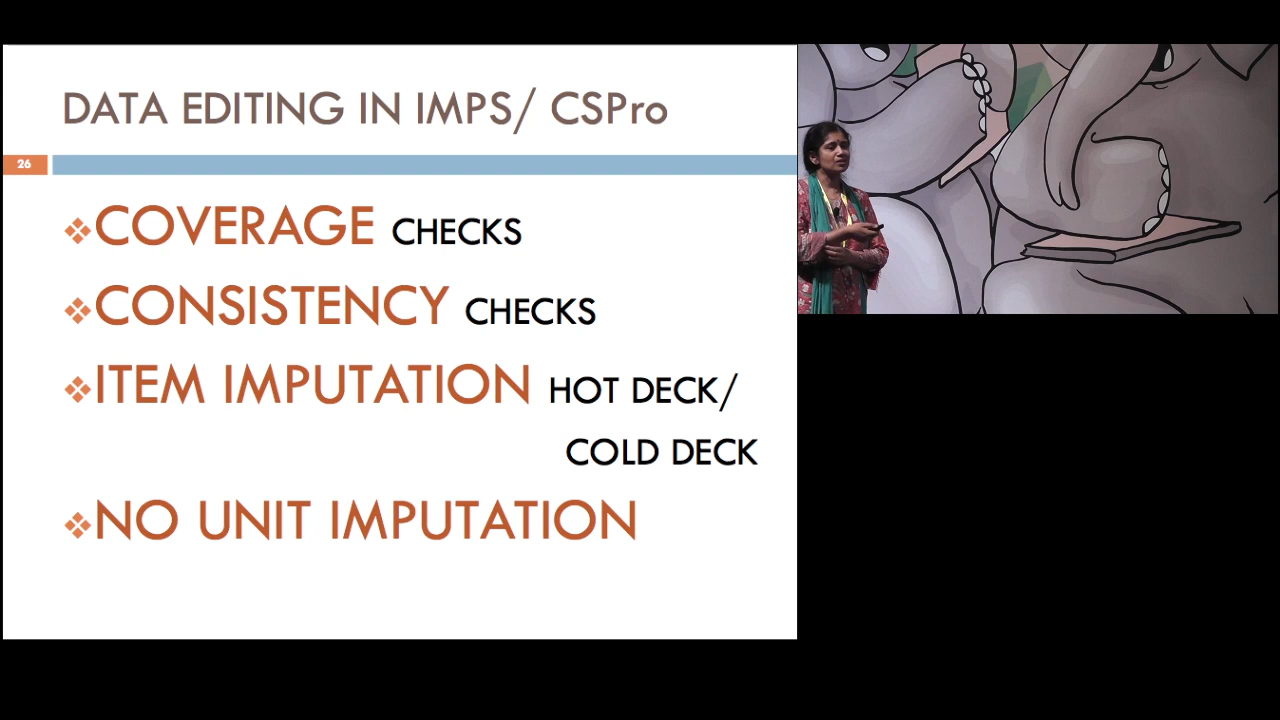 DATA EDITING IN IMPS/ CSPro
26
❖COVERAGE CHECKS
❖CONSISTENCY CHECKS
❖ITEM IMPUTATION HOT DECK/
COLD DECK
❖NO UNIT IMPUTATION